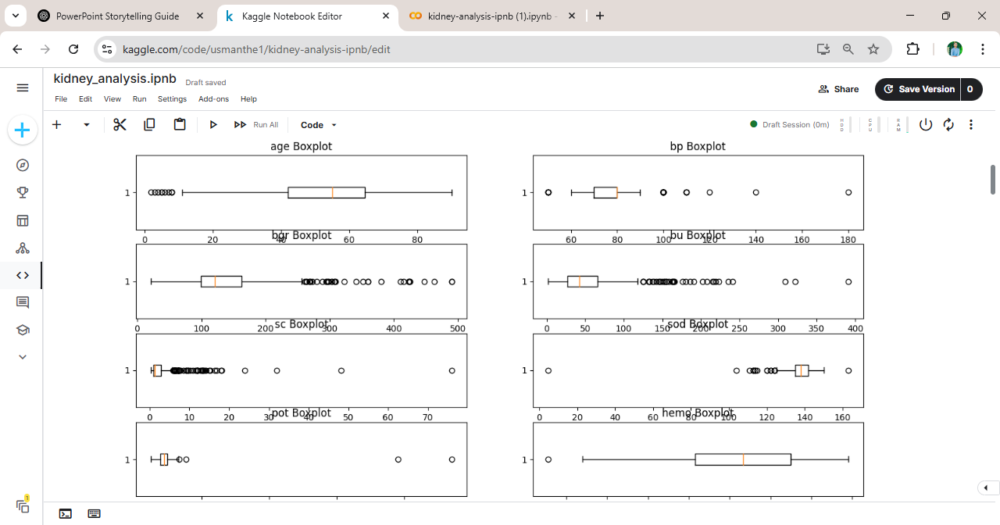 PowerPoint Storytelling Guide
Kaggle Notebook Editor
kidney-analysis-ipnb (1).ipynb -
kaggle.com/code/usmanthe1/kidney-analysis-ipnb/edit
kidney_analysis.ipnb Draft saved
File Edit View Run Settings Add-ons Help
Share
Save Version 0
Run All
Code
Draft Session (0m)
HDD
CPU
RAM
age Boxplot
1
0 20 40 60 80
bp Boxplot
1
60 80 100 120 140 160 180
bgr Boxplot
1
0 100 200 300 400 500
bu Boxplot
1
0 50 100 150 200 250 300 350 400
sc Boxplot
1
0 10 20 30 40 50 60 70
sod Boxplot
1
0 20 40 60 80 100 120 140 160
pot Boxplot
1
hemo Boxplot
1
1